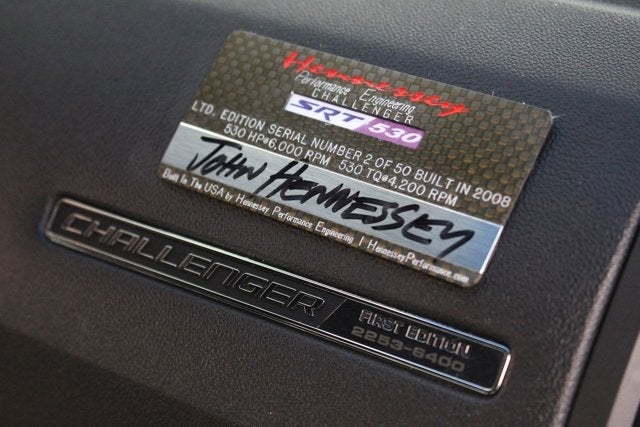 Hennessey
Performance Engineering
CHALLENGER
SRT 530
LTD. EDITION SERIAL NUMBER 2 OF 50 BUILT IN 2008
530 HP@6,000 RPM 530 TQ@4,200 RPM
JOHN HENNESSEY
Built In The USA by Hennessey Performance Engineering | HennesseyPerformance.com
CHALLENGER
FIRST EDITION
2253-6400